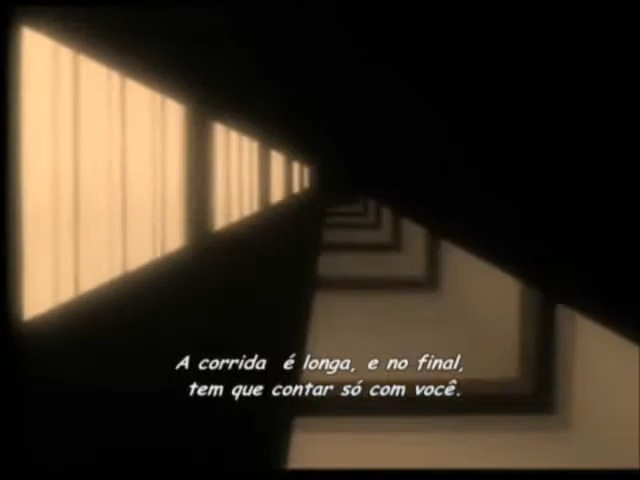 A corrida é longa, e no final,
tem que contar só com você.